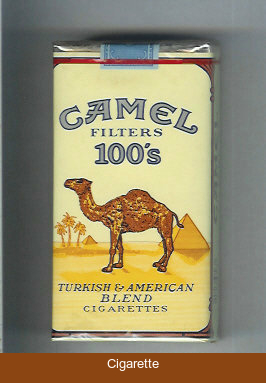 CAMEL
FILTERS
100's
TURKISH & AMERICAN
BLEND
CIGARETTES
Cigarette